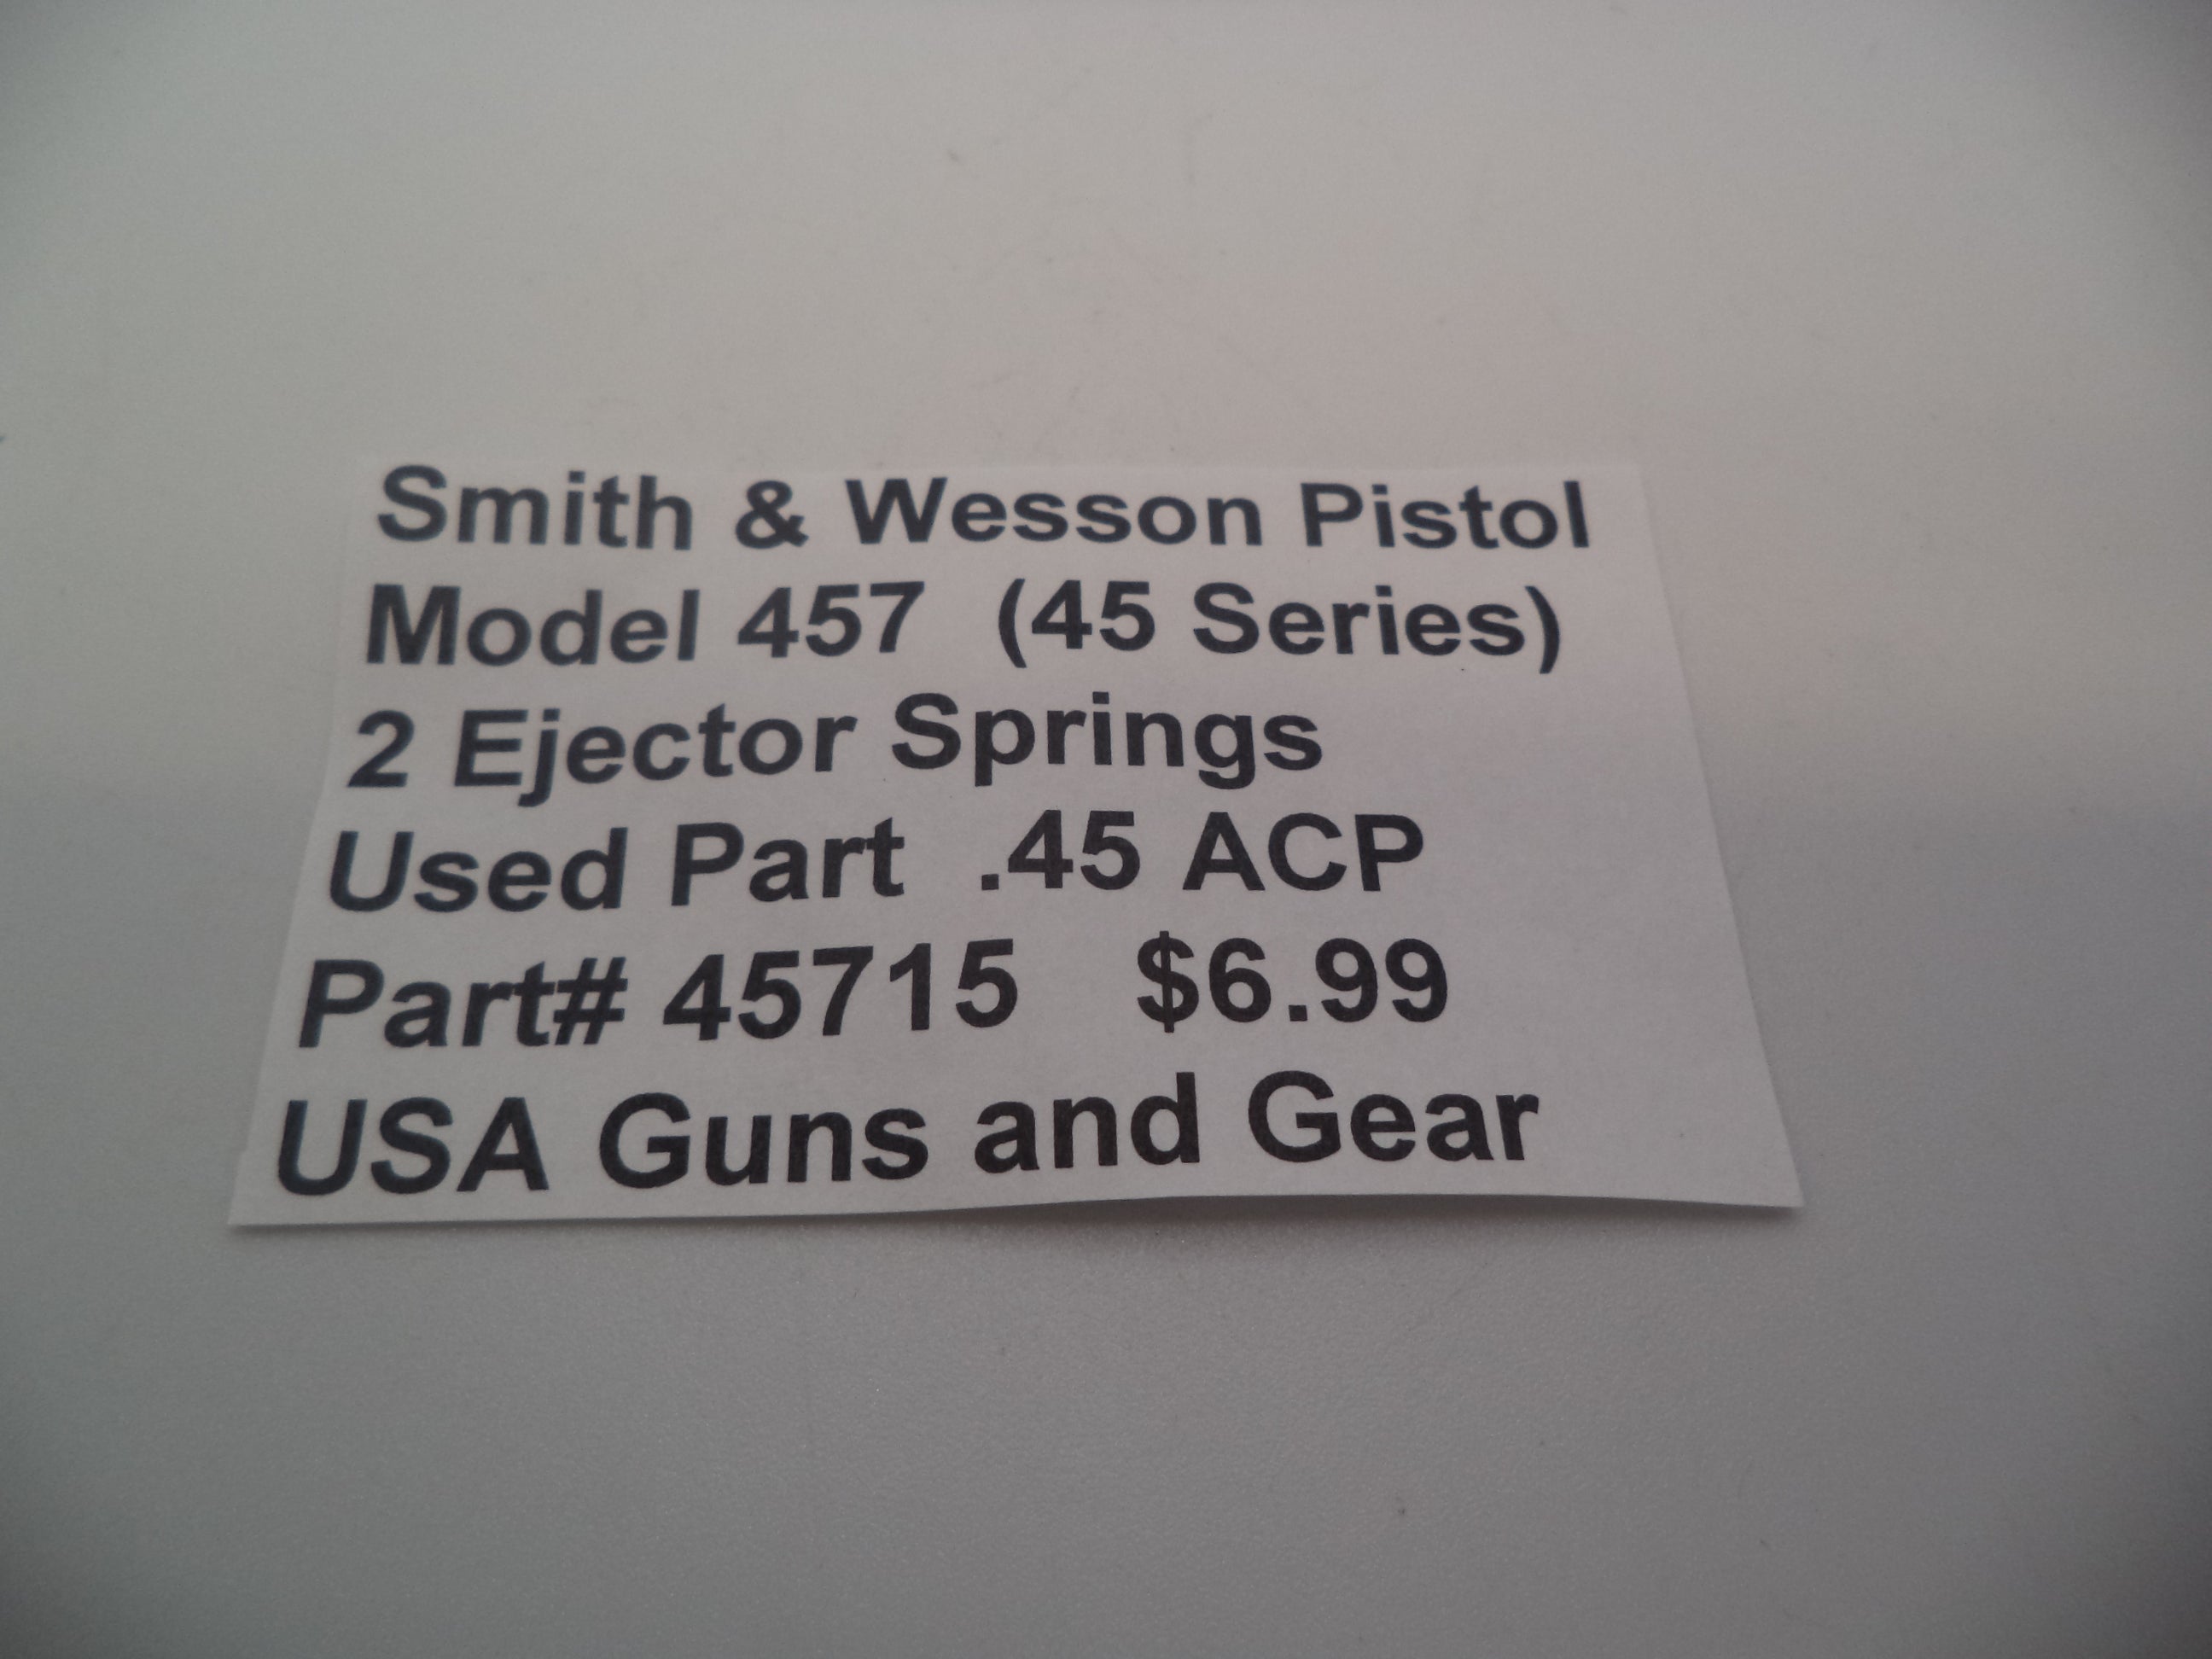 Smith & Wesson Pistol
Model 457 (45 Series)
2 Ejector Springs
Used Part .45 ACP
Part# 45715 $6.99
USA Guns and Gear